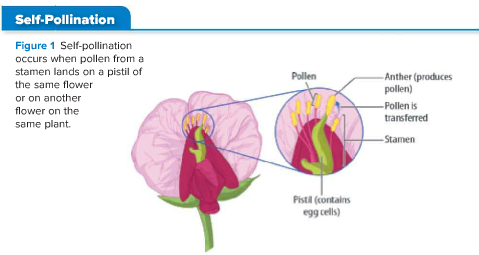 Self-Pollination
Figure 1 Self-pollination
occurs when pollen from a
stamen lands on a pistil of
the same flower
or on another
flower on the
same plant.
Pollen
Anther (produces
pollen)
Pollen is
transferred
Stamen
Pistil (contains
egg cells)